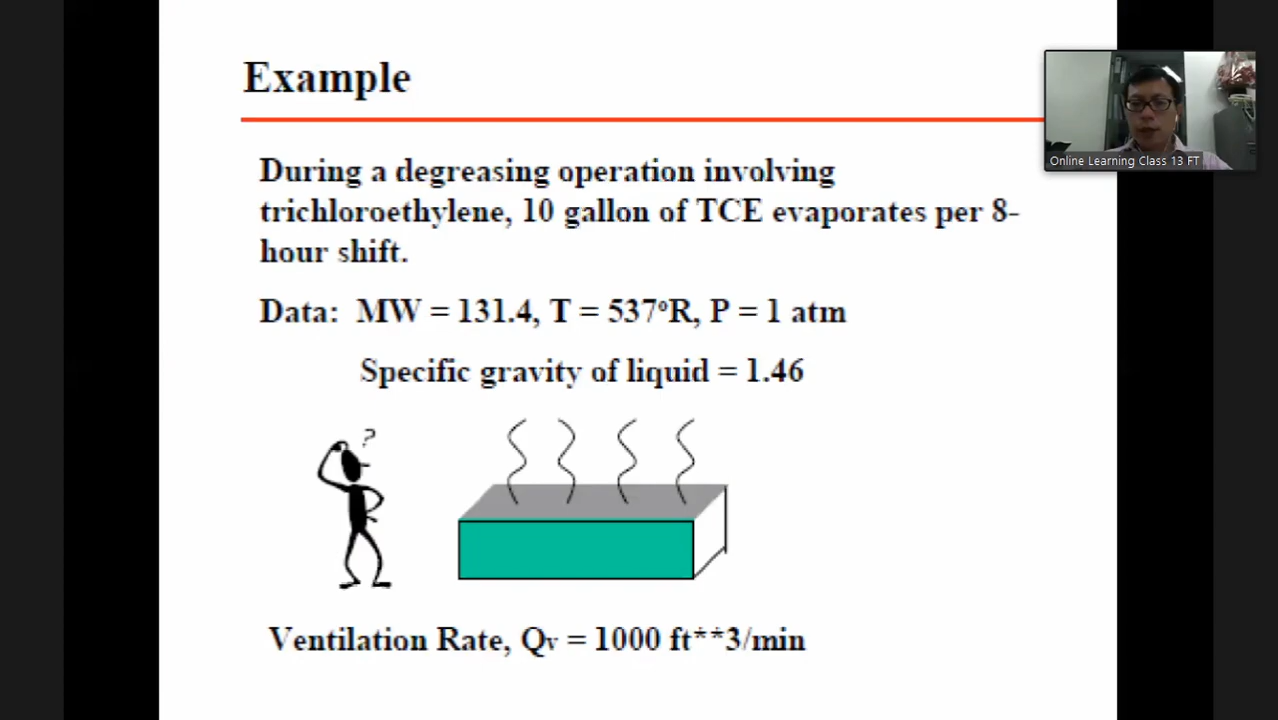 Example
During a degreasing operation involving
trichloroethylene, 10 gallon of TCE evaporates per 8-
hour shift.
Data: MW = 131.4, T = 537°R, P = 1 atm
Specific gravity of liquid = 1.46
?
Ventilation Rate, Qv = 1000 ft**3/min
Online Learning Class 13 FT